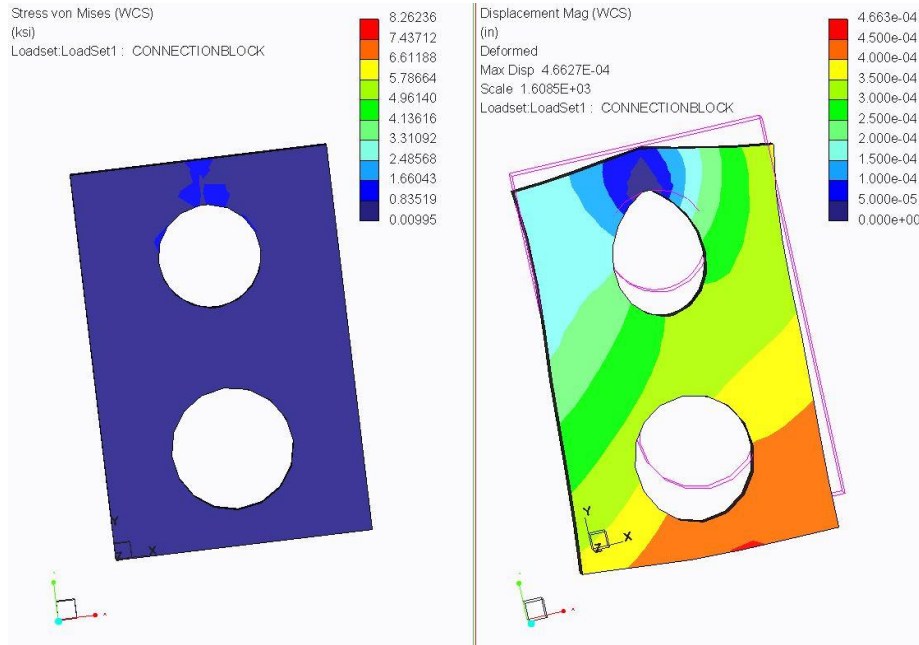 Stress von Mises (WCS)
(ksi)
Loadset:LoadSet1 : CONNECTIONBLOCK
8.26236
7.43712
6.61188
5.78664
4.96140
4.13616
3.31092
2.48568
1.66043
0.83519
0.00995
Y
Z X
Displacement Mag (WCS)
(in)
Deformed
Max Disp 4.6627E-04
Scale 1.6085E+03
Loadset:LoadSet1 : CONNECTIONBLOCK
4.663e-04
4.500e-04
4.000e-04
3.500e-04
3.000e-04
2.500e-04
2.000e-04
1.500e-04
1.000e-04
5.000e-05
0.000e+00
Y
Z X